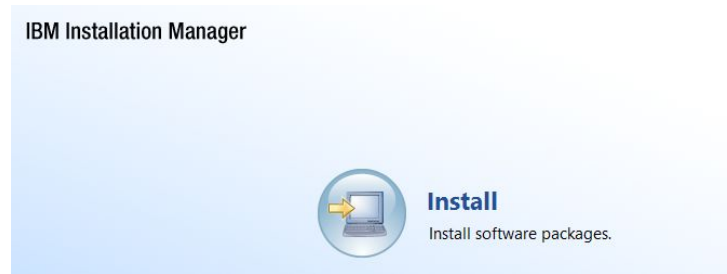 IBM Installation Manager
Install
Install software packages.